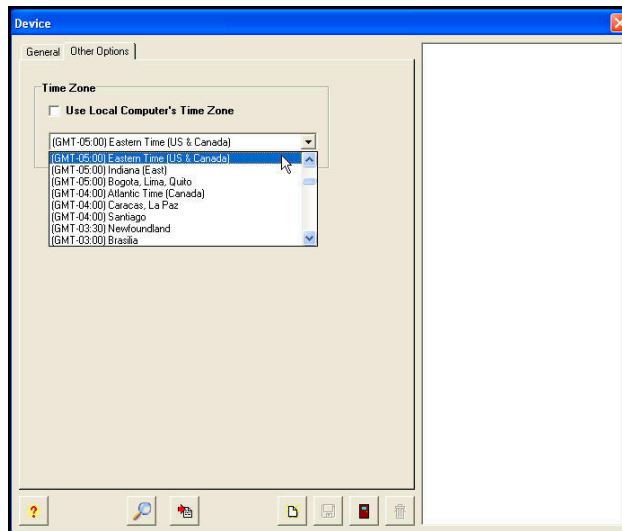 Device
General Other Options
Time Zone
Use Local Computer's Time Zone
(GMT-05:00) Eastern Time (US & Canada)
(GMT-05:00) Eastern Time (US & Canada)
(GMT-05:00) Indiana (East)
(GMT-05:00) Bogota, Lima, Quito
(GMT-04:00) Atlantic Time (Canada)
(GMT-04:00) Caracas, La Paz
(GMT-04:00) Santiago
(GMT-03:30) Newfoundland
(GMT-03:00) Brasilia
?